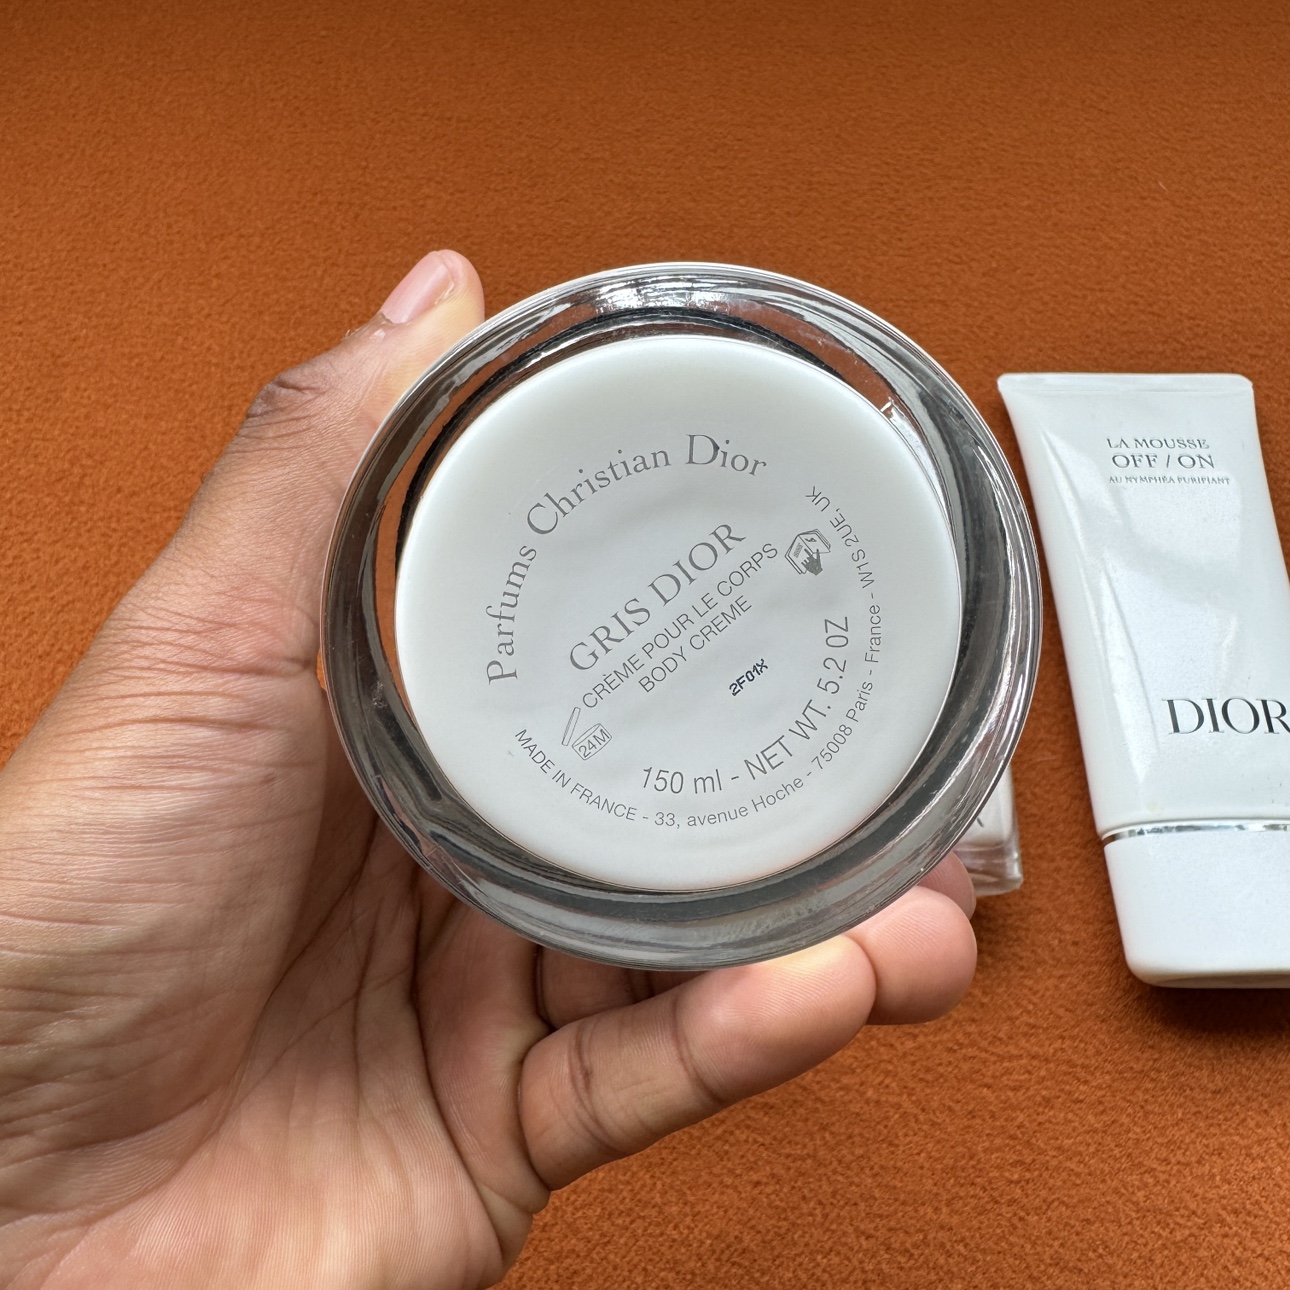 Parfums Christian Dior
GRIS DIOR
CRÈME POUR LE CORPS
BODY CREME
2F01X
24M
150 ml - NET WT. 5.2 OZ
MADE IN FRANCE - 33, avenue Hoche - 75008 Paris - France - W1S 2UE, UK
LA MOUSSE
OFF / ON
AU NYMPHÉA PURIFIANT
DIOR